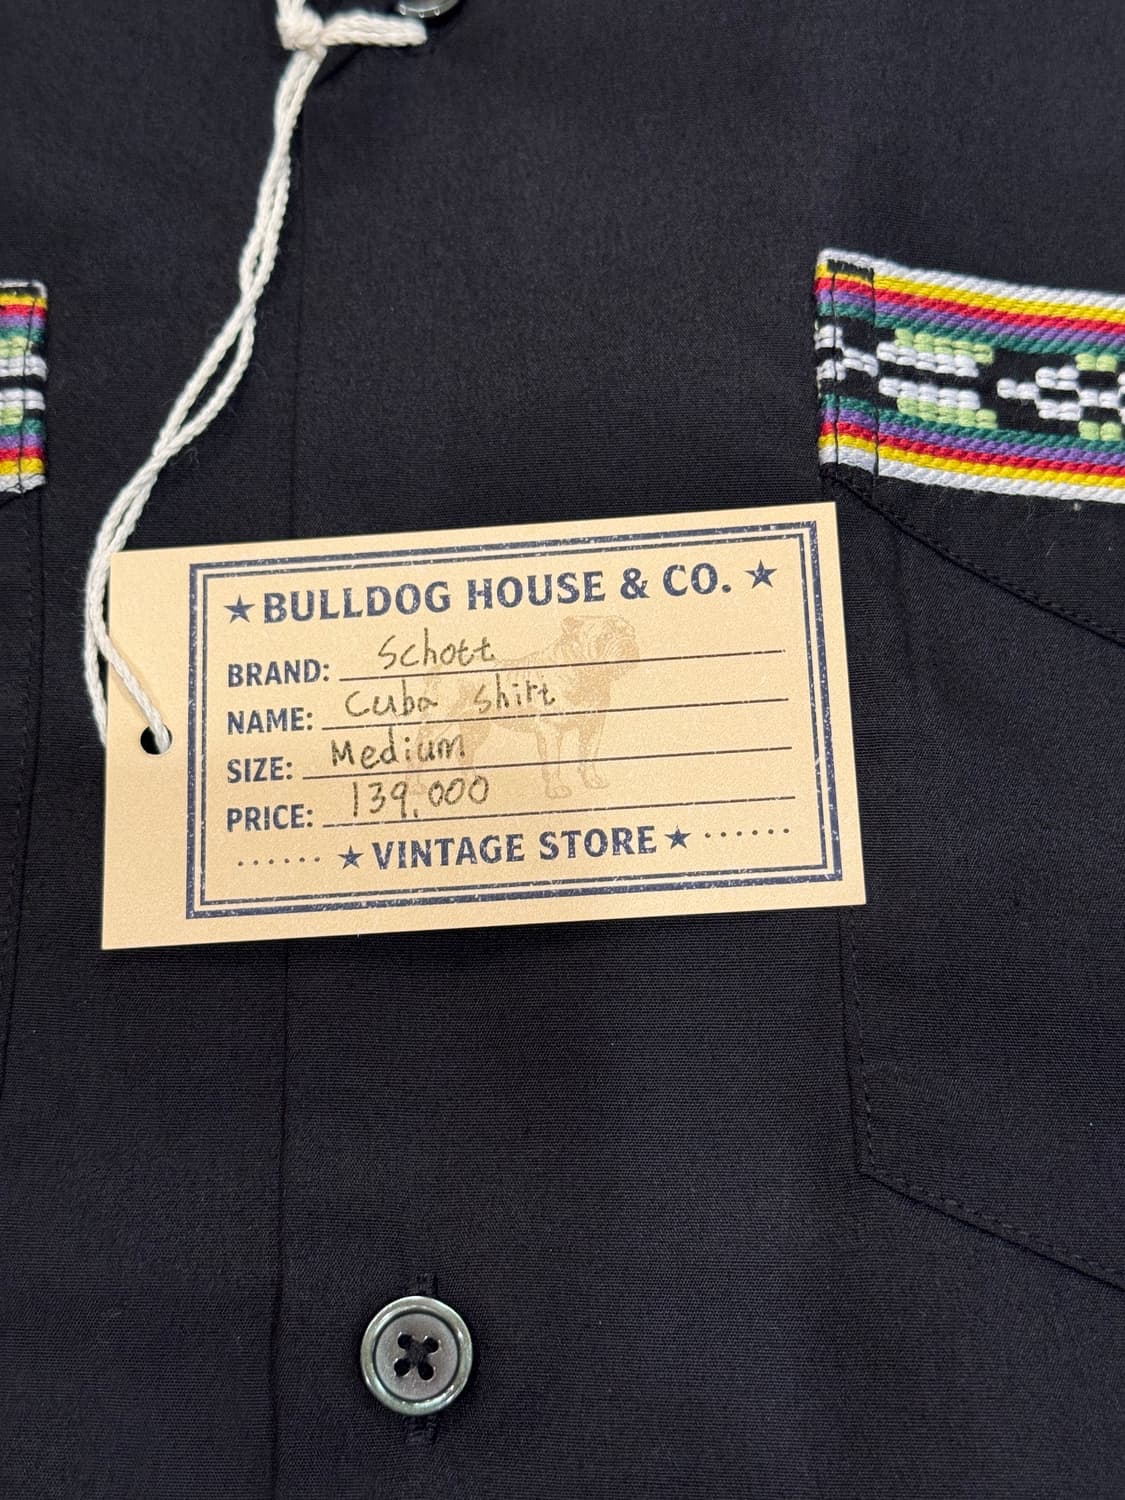 ★ BULLDOG HOUSE & CO. ★
BRAND: Schott
NAME: Cuba shirt
SIZE: Medium
PRICE: 139,000
...... ★ VINTAGE STORE ★ ......